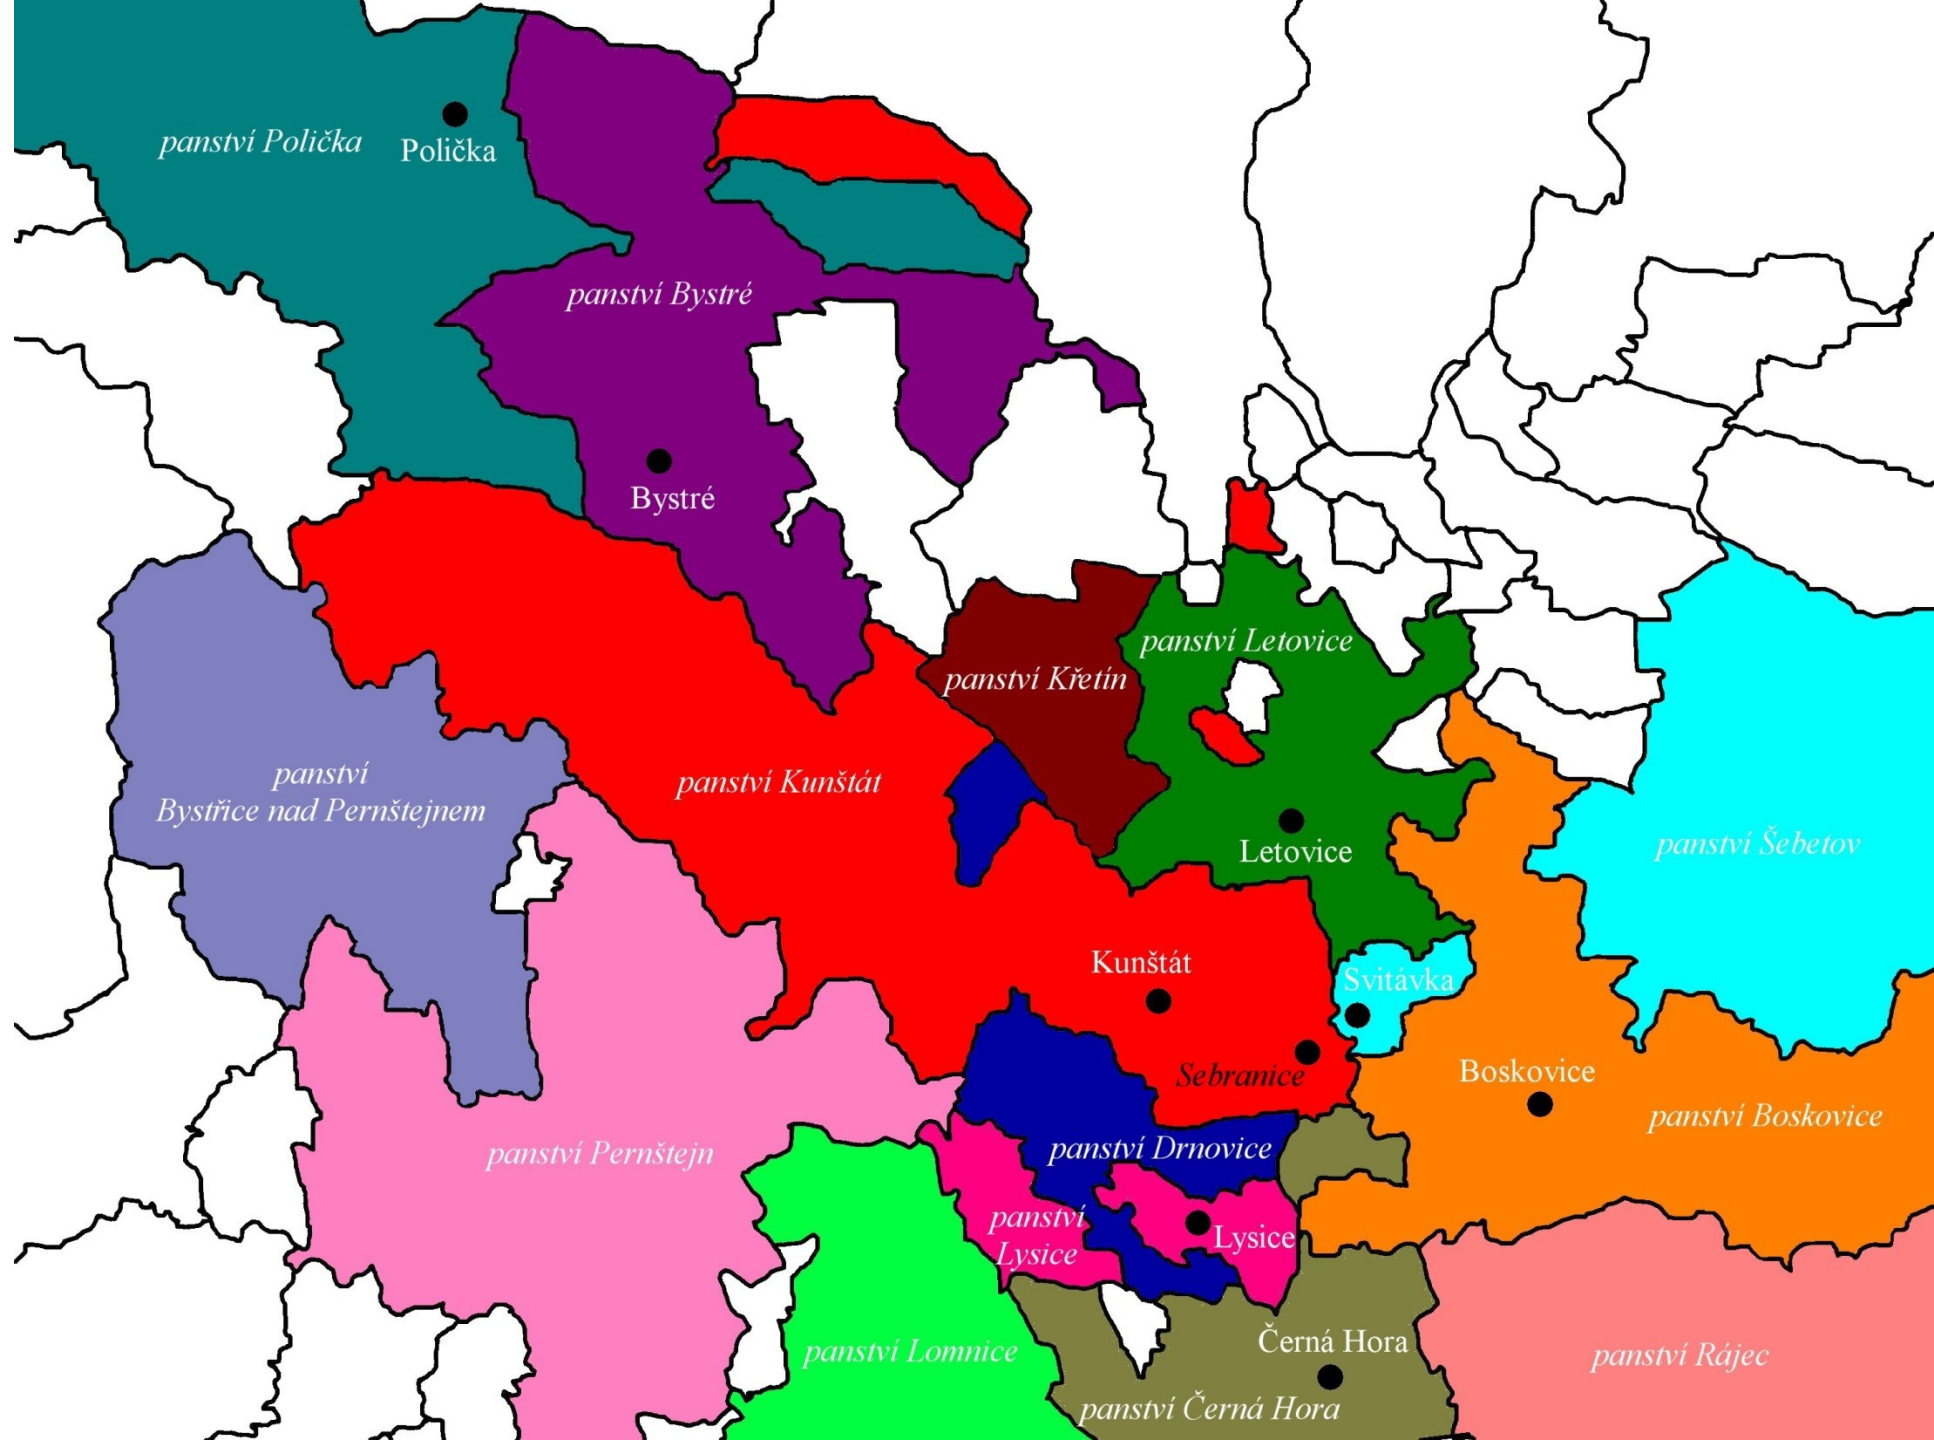 panství Polička
Polička
panství Bystré
Bystré
panství Letovice
panství Křetín
panství
Bystřice nad Pernštejnem
panství Kunštát
Letovice
panství Šebetov
Kunštát
Svitávka
Sebranice
Boskovice
panství Boskovice
panství Pernštejn
panství Drnovice
panství
Lysice
Lysice
panství Lomnice
Černá Hora
panství Rájec
panství Černá Hora